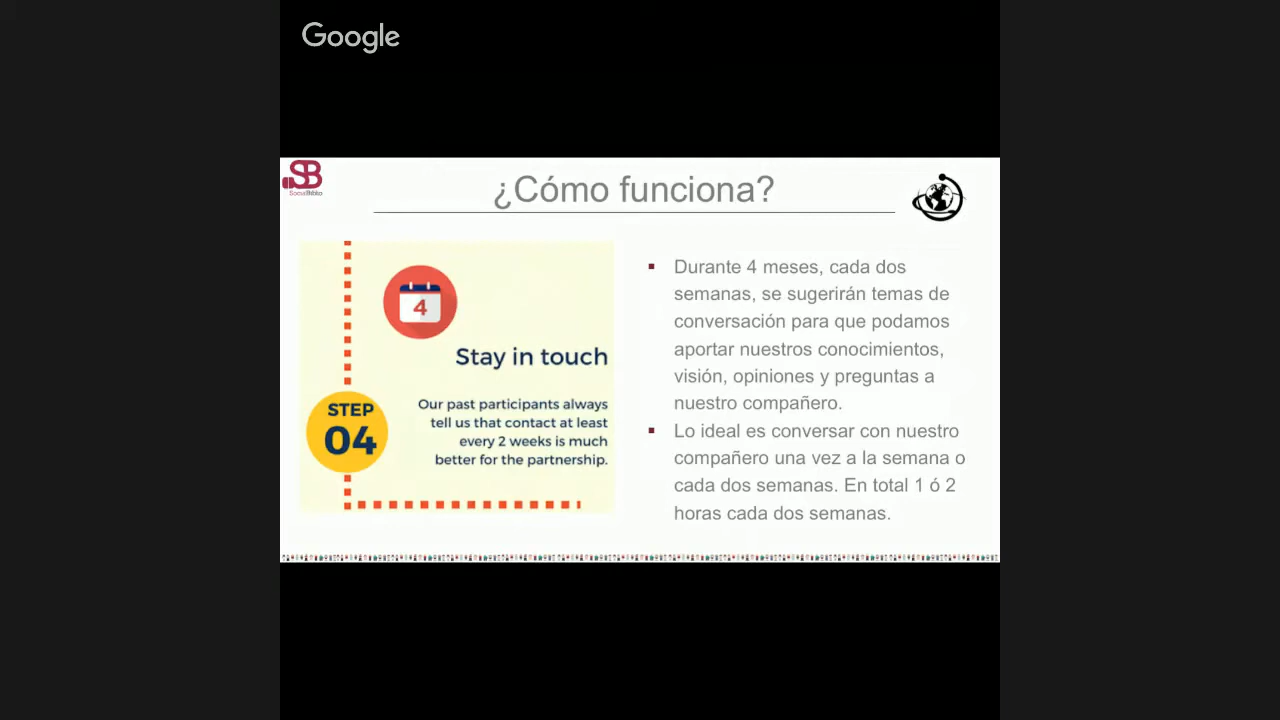 Google
SB
SocialBiblio
¿Cómo funciona?
4
Stay in touch
STEP
04
Our past participants always
tell us that contact at least
every 2 weeks is much
better for the partnership.
▪ Durante 4 meses, cada dos
semanas, se sugerirán temas de
conversación para que podamos
aportar nuestros conocimientos,
visión, opiniones y preguntas a
nuestro compañero.
▪ Lo ideal es conversar con nuestro
compañero una vez a la semana o
cada dos semanas. En total 1 ó 2
horas cada dos semanas.